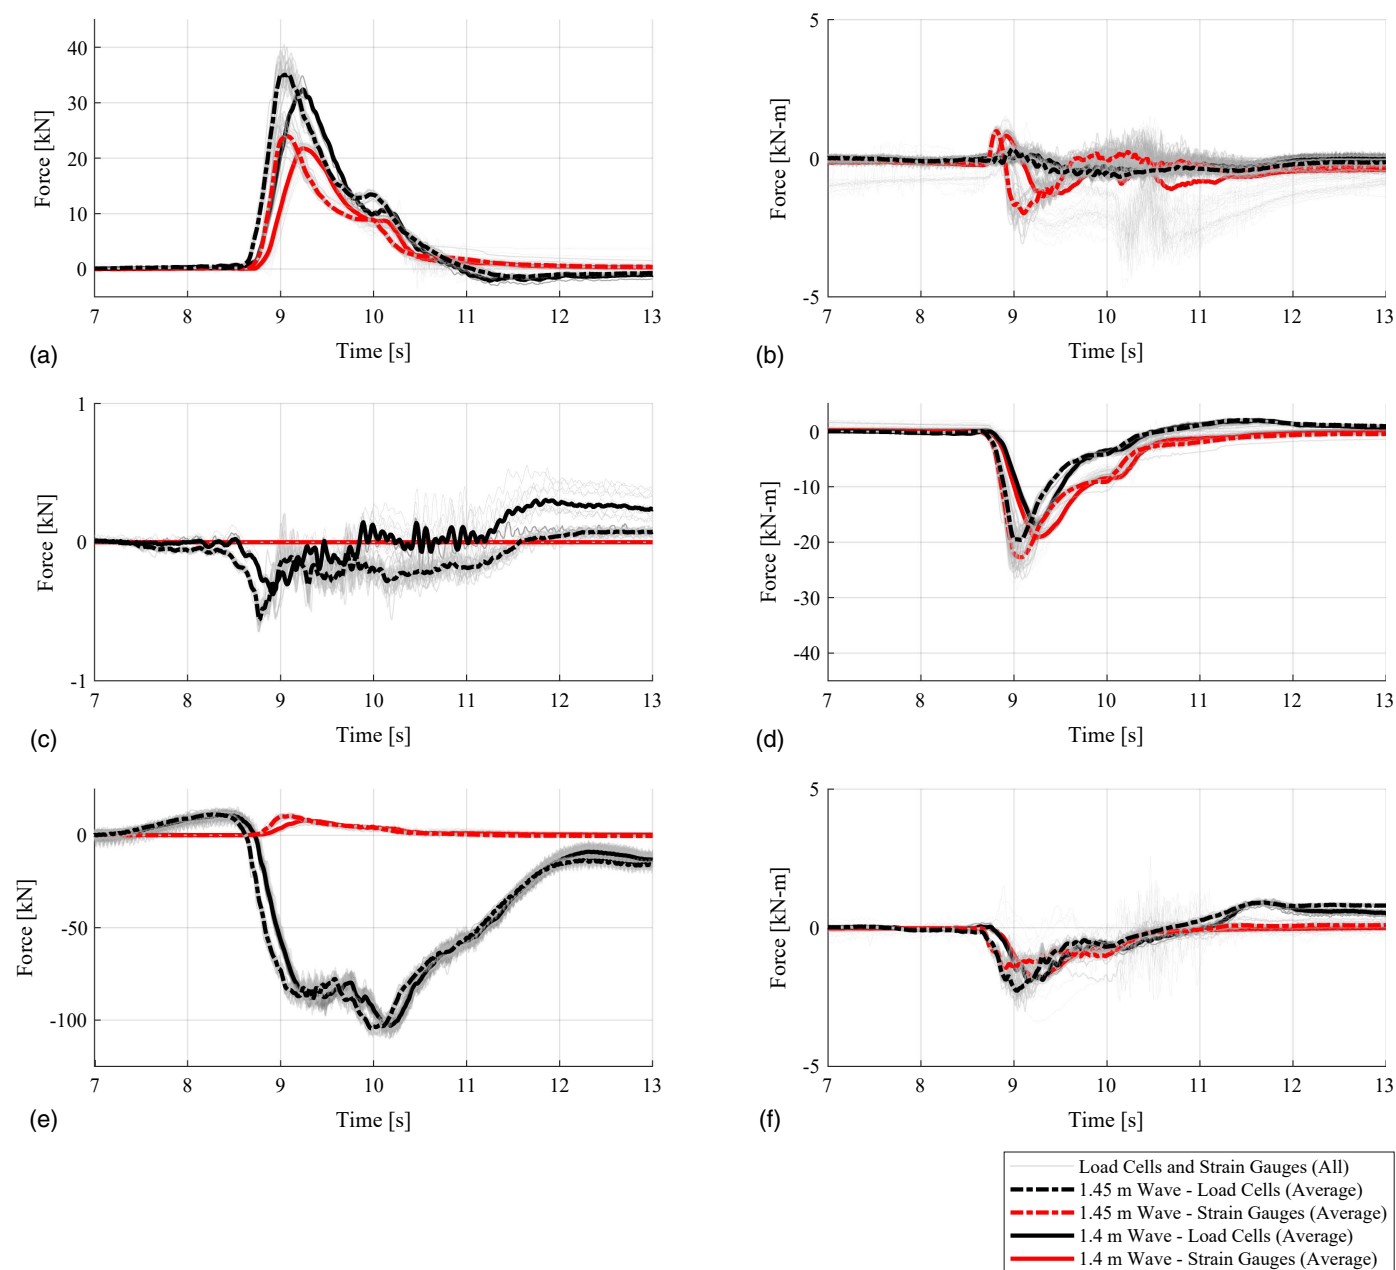 40
30
20
10
0
Force [kN]
7 8 9 10 11 12 13
Time [s]
(a)
5
0
-5
Force [kN-m]
7 8 9 10 11 12 13
Time [s]
(b)
1
0
-1
Force [kN]
7 8 9 10 11 12 13
Time [s]
(c)
0
-10
-20
-30
-40
Force [kN-m]
7 8 9 10 11 12 13
Time [s]
(d)
0
-50
-100
Force [kN]
7 8 9 10 11 12 13
Time [s]
(e)
5
0
-5
Force [kN-m]
7 8 9 10 11 12 13
Time [s]
(f)
Load Cells and Strain Gauges (All)
1.45 m Wave - Load Cells (Average)
1.45 m Wave - Strain Gauges (Average)
1.4 m Wave - Load Cells (Average)
1.4 m Wave - Strain Gauges (Average)